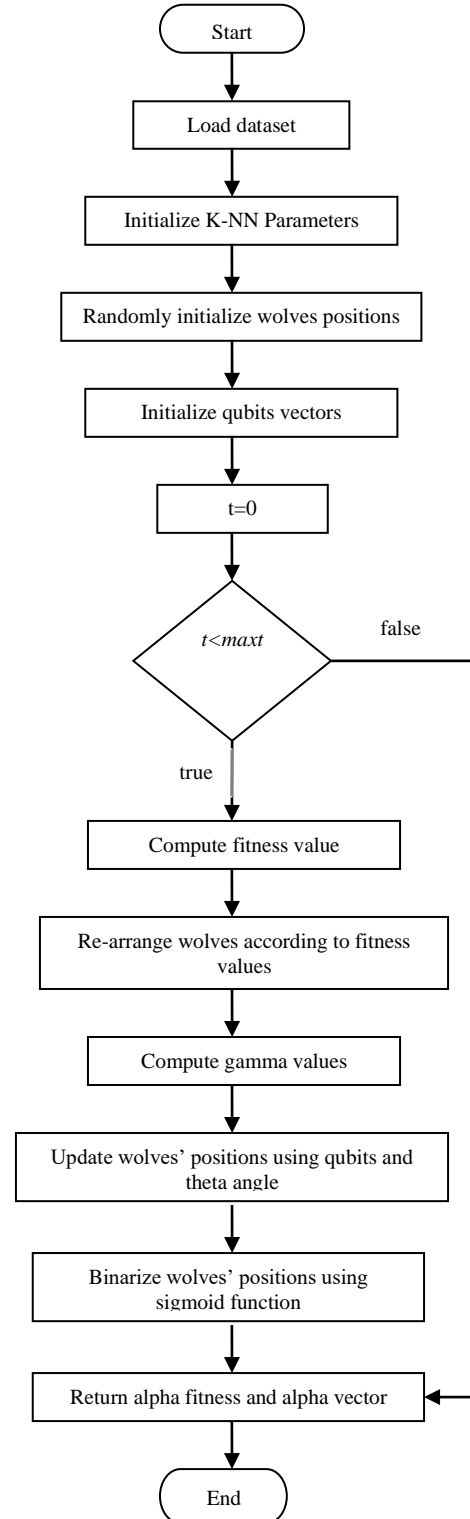 Start
Load dataset
Initialize K-NN Parameters
Randomly initialize wolves positions
Initialize qubits vectors
t=0
t<maxt
false
true
Compute fitness value
Re-arrange wolves according to fitness
values
Compute gamma values
Update wolves’ positions using qubits and
theta angle
Binarize wolves’ positions using
sigmoid function
Return alpha fitness and alpha vector
End